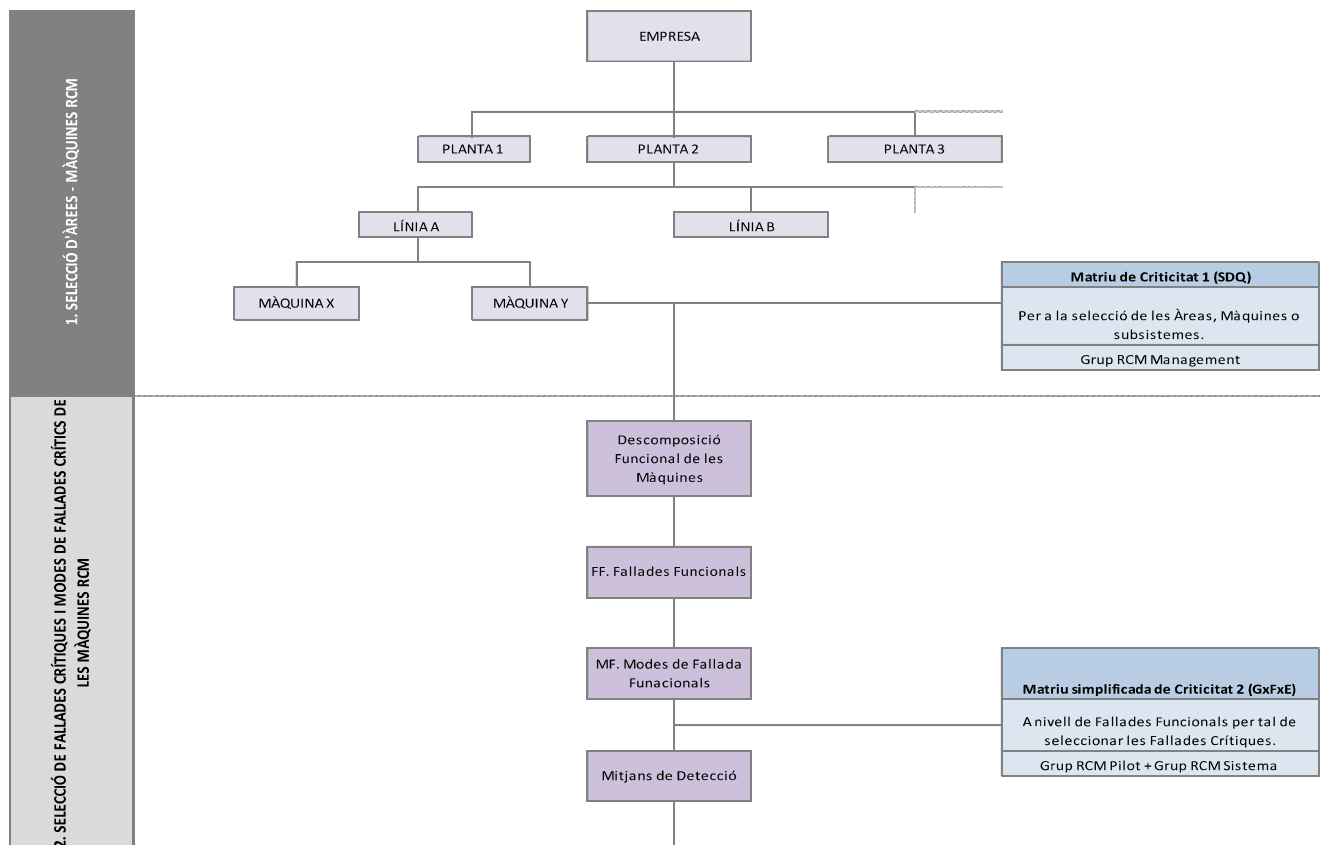 1. SELECCIÓ D'ÀREES - MÀQUINES RCM
EMPRESA
PLANTA 1
PLANTA 2
PLANTA 3
LÍNIA A
LÍNIA B
MÀQUINA X
MÀQUINA Y
Matriu de Criticitat 1 (SDQ)
Per a la selecció de les Àreas, Màquines o
subsistemes.
Grup RCM Management
2. SELECCIÓ DE FALLADES CRÍTIQUES I MODES DE FALLADES CRÍTICS DE
LES MÀQUINES RCM
Descomposició
Funcional de les
Màquines
FF. Fallades Funcionals
MF. Modes de Fallada
Funacionals
Matriu simplificada de Criticitat 2 (GxFxE)
A nivell de Fallades Funcionals per tal de
seleccionar les Fallades Crítiques.
Grup RCM Pilot + Grup RCM Sistema
Mitjans de Detecció